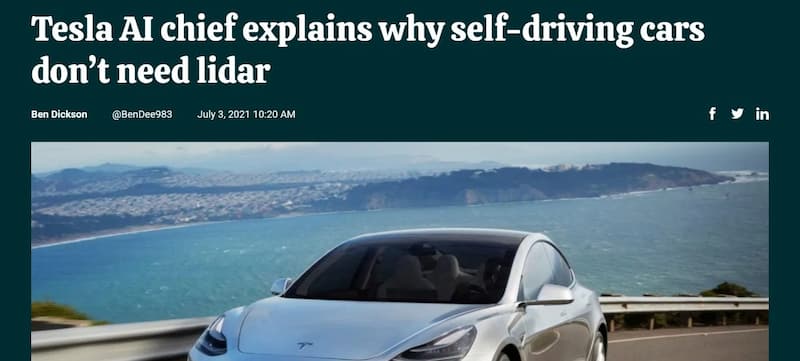 Tesla AI chief explains why self-driving cars
don't need lidar
Ben Dickson @BenDee983 July 3, 2021 10:20 AM